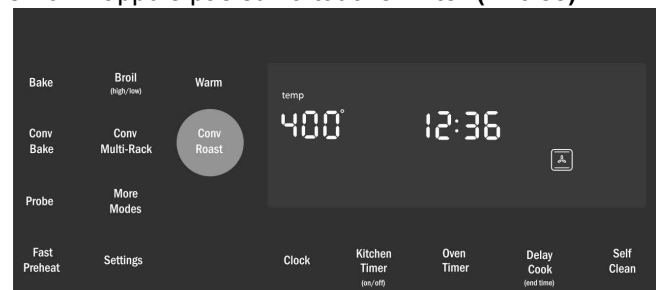 Bake
Broil
(high/low)
Warm
temp
400°
12:36
Conv
Bake
Conv
Multi-Rack
Conv
Roast
Probe
More
Modes
Fast
Preheat
Settings
Clock
Kitchen
Timer
(on/off)
Oven
Timer
Delay
Cook
(end time)
Self
Clean